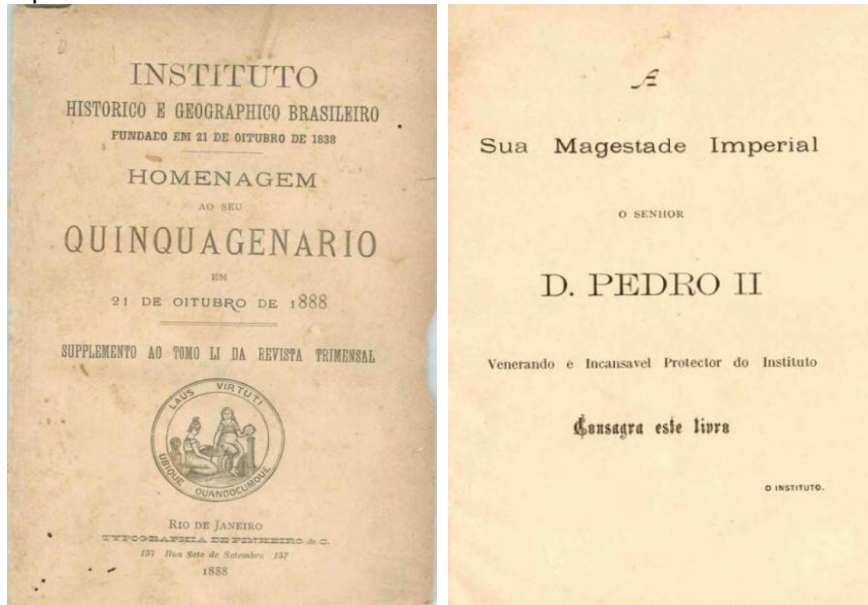 INSTITUTO
HISTORICO E GEOGRAPHICO BRASILEIRO
FUNDADO EM 21 DE OITUBRO DE 1838
HOMENAGEM
AO SEU
QUINQUAGENARIO
EM
21 DE OITUBRO DE 1888
SUPPLEMENTO AO TOMO LI DA REVISTA TRIMENSAL
LAUS VIRTUTI
UBIQUE QUANDOCUMQUE
RIO DE JANEIRO
TYPOGRAPHIA DE PINHEIRO & C.
157 Rua Sete de Setembro 157
1888
A
Sua Magestade Imperial
O SENHOR
D. PEDRO II
Venerando e Incansavel Protector do Instituto
Consagra este livro
O INSTITUTO.